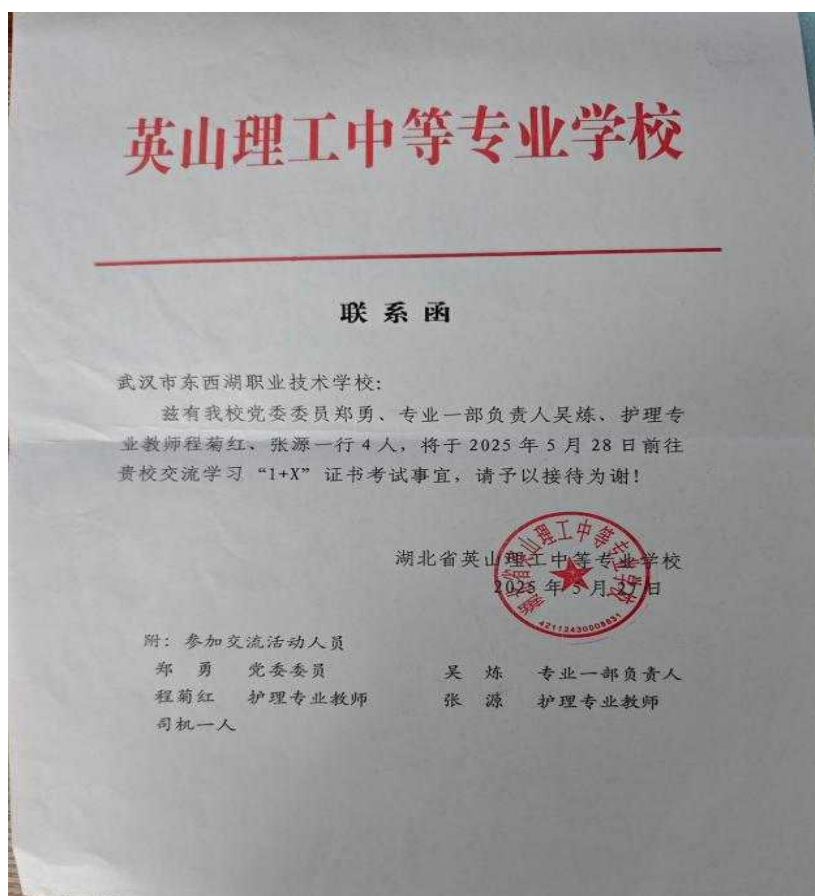 英山理工中等专业学校
联系函
武汉市东西湖职业技术学校:
兹有我校党委委员郑勇、专业一部负责人吴炼、护理专
业教师程菊红、张源一行4人，将于2025年5月28日前往
贵校交流学习“1+X”证书考试事宜，请予以接待为谢!
湖北省英山理工中等专业学校
2025年5月27日
附: 参加交流活动人员
郑 勇 党委委员 吴 炼 专业一部负责人
程菊红 护理专业教师 张 源 护理专业教师
司机一人